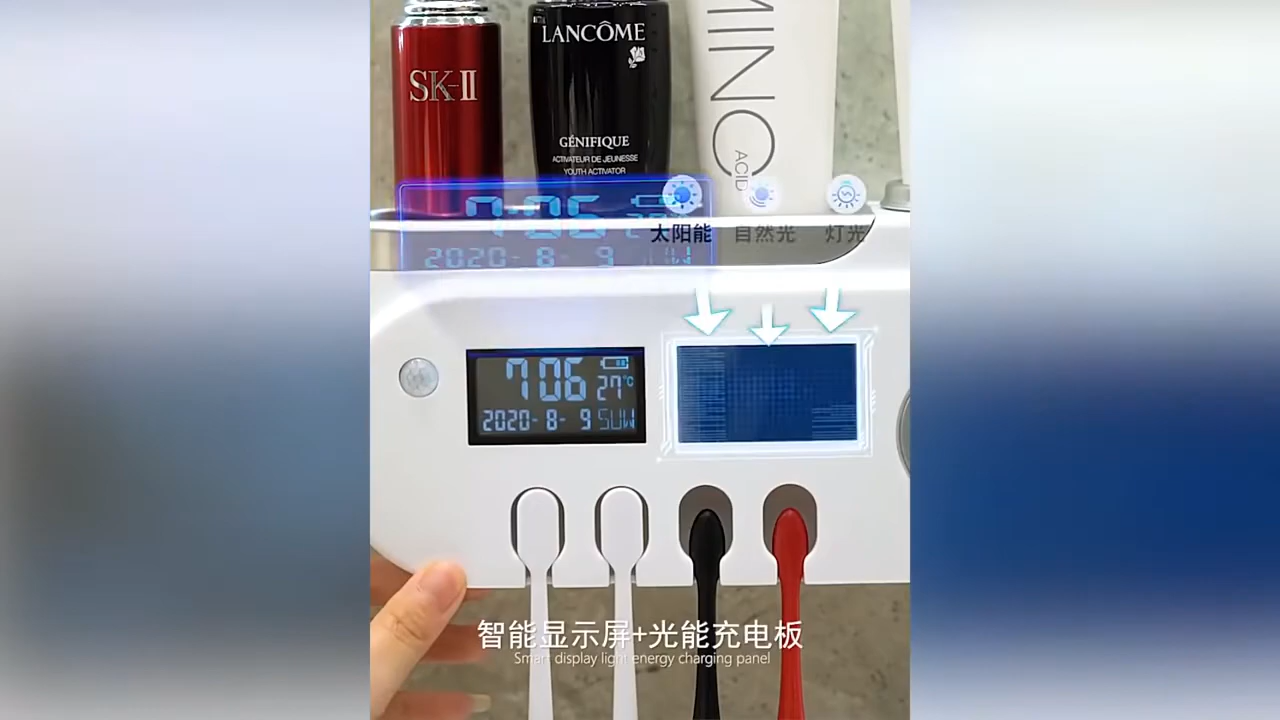 SK-II
LANCÔME
GÉNIFIQUE
ACTIVATEUR DE JEUNESSE
YOUTH ACTIVATOR
MINO
ACID
7:06
2020- 8- 9
太阳能
自然光
灯光
7:06
27°C
2020- 8- 9 SUN
智能显示屏+光能充电板
Smart display light energy charging panel